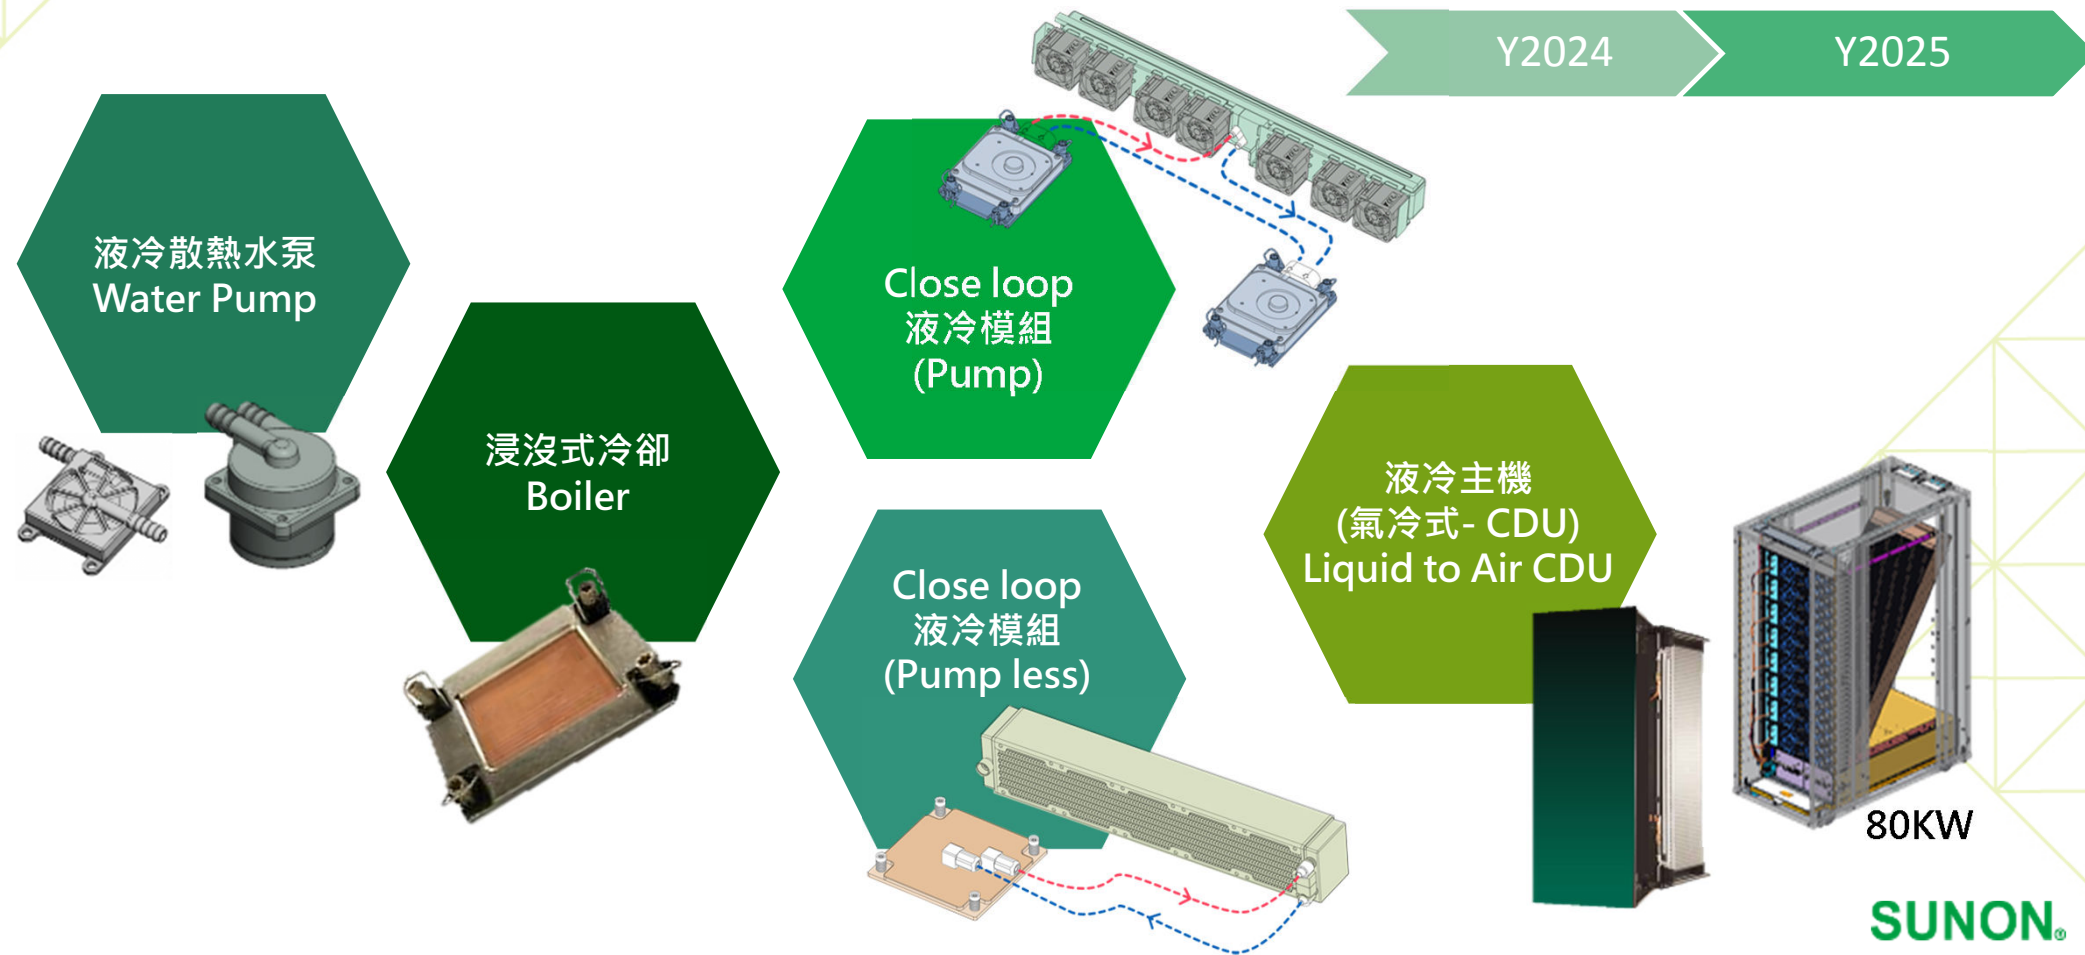 Y2024
Y2025
液冷散熱水泵
Water Pump
浸沒式冷卻
Boiler
Close loop
液冷模組
(Pump)
Close loop
液冷模組
(Pump less)
液冷主機
(氣冷式- CDU)
Liquid to Air CDU
80KW
SUNON®